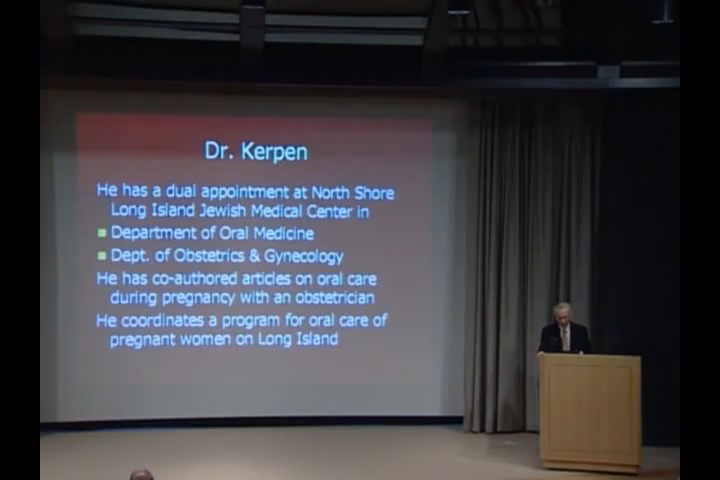 Dr. Kerpen
He has a dual appointment at North Shore
Long Island Jewish Medical Center in
Department of Oral Medicine
Dept. of Obstetrics & Gynecology
He has co-authored articles on oral care
during pregnancy with an obstetrician
He coordinates a program for oral care of
pregnant women on Long Island